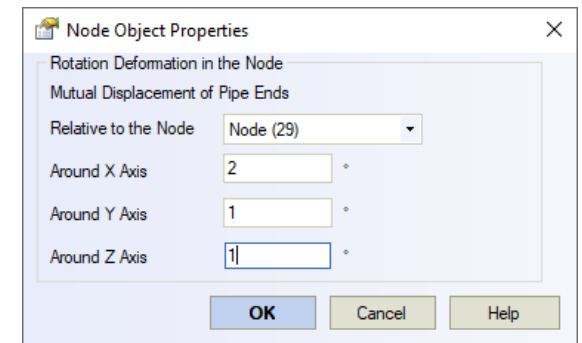 Node Object Properties
Rotation Deformation in the Node
Mutual Displacement of Pipe Ends
Relative to the Node Node (29)
Around X Axis 2 °
Around Y Axis 1 °
Around Z Axis 1 °
OK Cancel Help